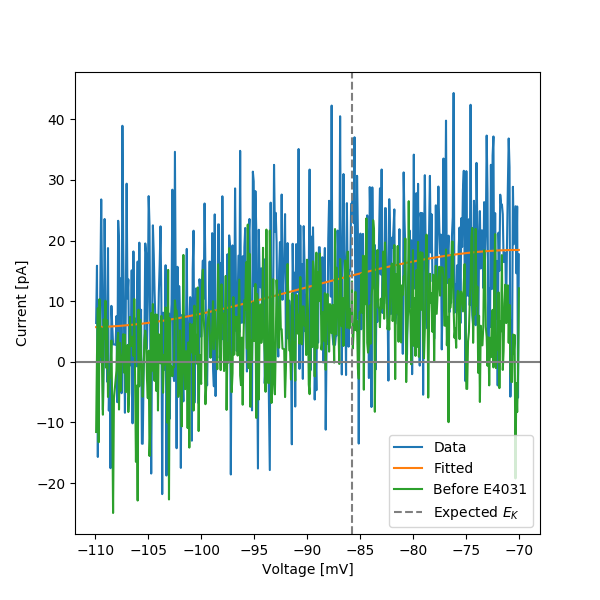 Current [pA]
40
30
20
10
0
−10
−20
−110
−105
−100
−95
−90
−85
−80
−75
−70
Voltage [mV]
Data
Fitted
Before E4031
Expected E_K